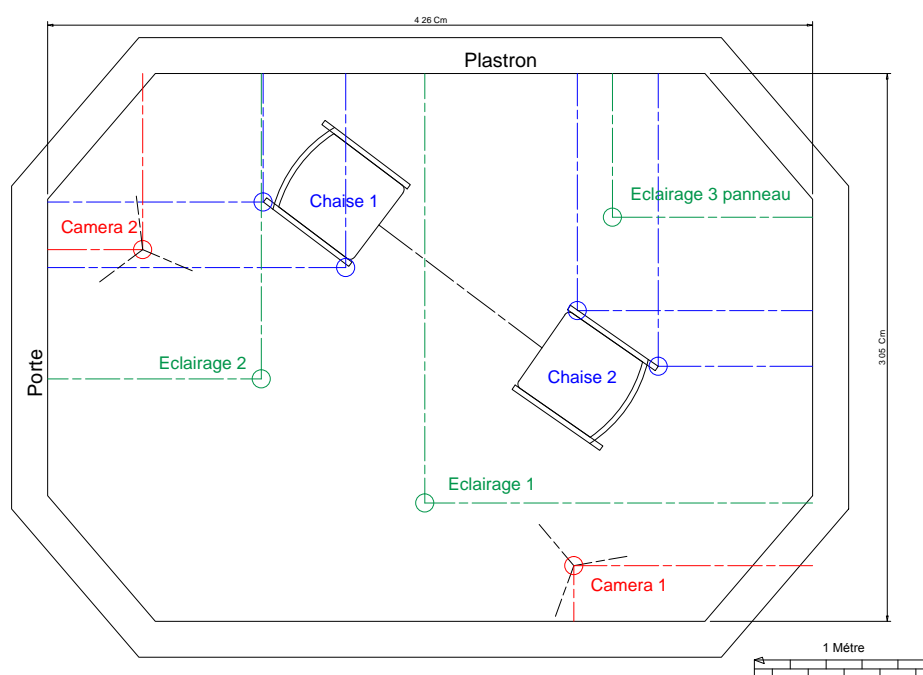 4 26 Cm
Plastron
Chaise 1
Eclairage 3 panneau
Camera 2
Eclairage 2
Porte
3 05 Cm
Chaise 2
Eclairage 1
Camera 1
1 Métre